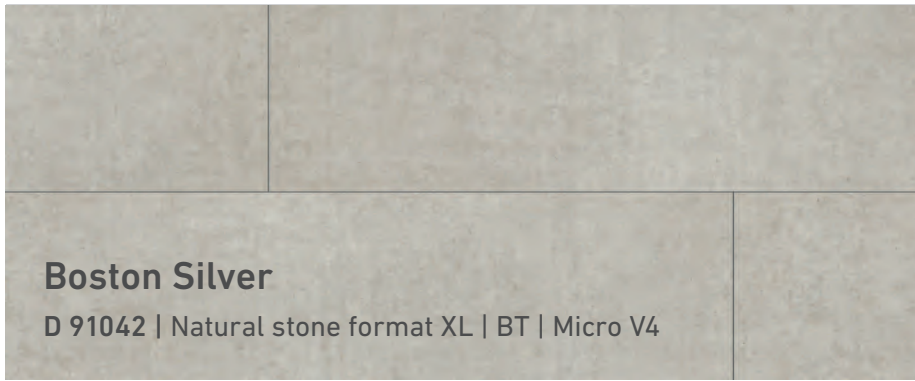 Boston Silver
D 91042 | Natural stone format XL | BT | Micro V4